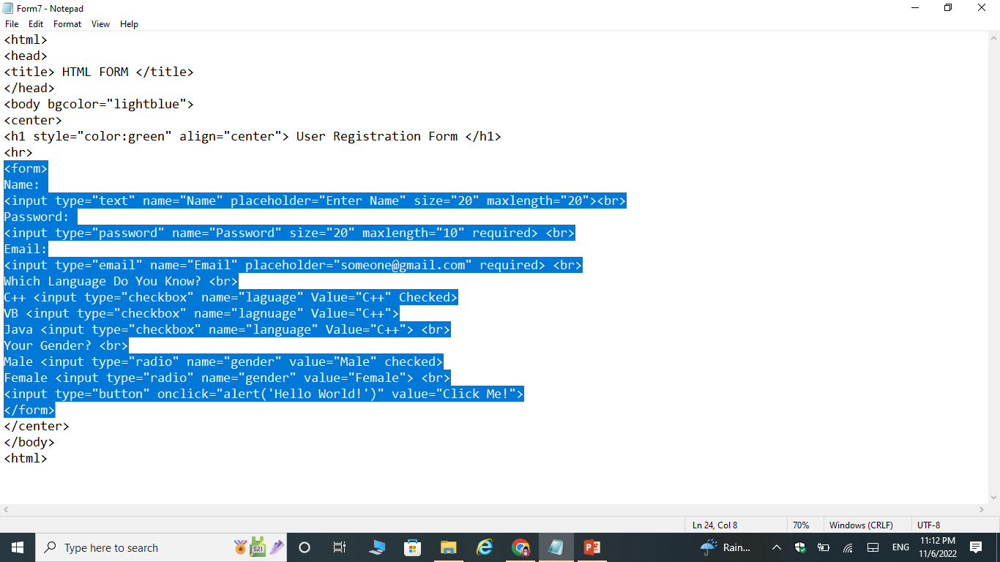 Form7 - Notepad
File Edit Format View Help
<html>
<head>
<title> HTML FORM </title>
</head>
<body bgcolor="lightblue">
<center>
<h1 style="color:green" align="center"> User Registration Form </h1>
<hr>
<form>
Name:
<input type="text" name="Name" placeholder="Enter Name" size="20" maxlength="20"><br>
Password:
<input type="password" name="Password" size="20" maxlength="10" required> <br>
Email:
<input type="email" name="Email" placeholder="someone@gmail.com" required> <br>
Which Language Do You Know? <br>
C++ <input type="checkbox" name="laguage" Value="C++" Checked>
VB <input type="checkbox" name="lagnuage" Value="C++">
Java <input type="checkbox" name="language" Value="C++"> <br>
Your Gender? <br>
Male <input type="radio" name="gender" value="Male" checked>
Female <input type="radio" name="gender" value="Female"> <br>
<input type="button" onclick="alert('Hello World!')" value="Click Me!">
</form>
</center>
</body>
<html>
Ln 24, Col 8 70% Windows (CRLF) UTF-8
Type here to search 521 Rain... ENG 11:12 PM
11/6/2022